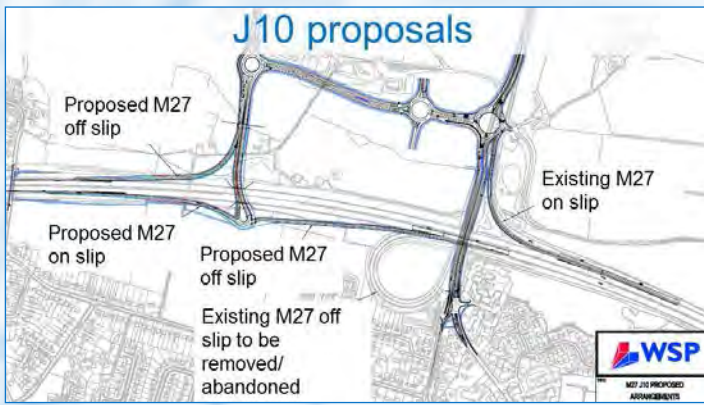 J10 proposals
Proposed M27
off slip
Existing M27
on slip
Proposed M27
on slip
Proposed M27
off slip
Existing M27 off
slip to be
removed/
abandoned
WSP
M27 J10 PROPOSED
ARRANGEMENTS